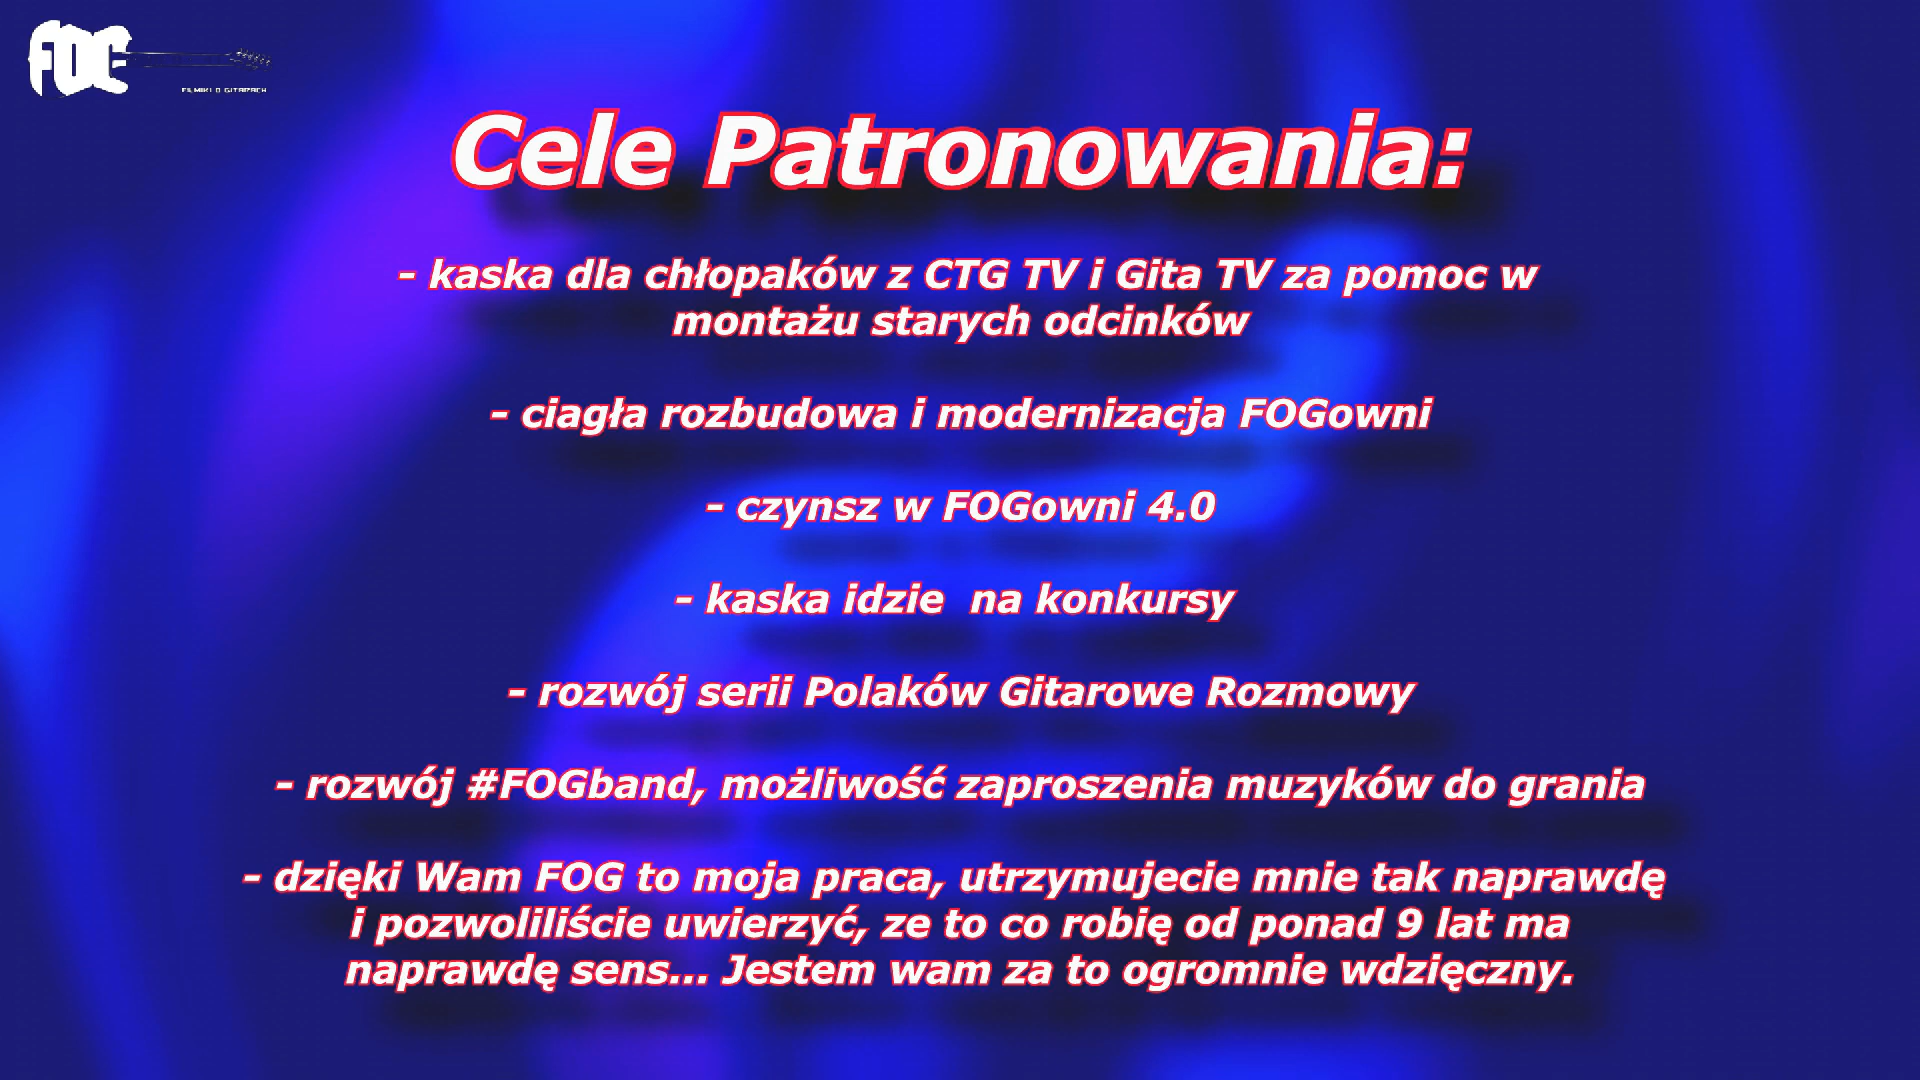 FOG
FILMIKI O GITARACH
Cele Patronowania:
- kaska dla chłopaków z CTG TV i Gita TV za pomoc w
montażu starych odcinków
- ciagła rozbudowa i modernizacja FOGowni
- czynsz w FOGowni 4.0
- kaska idzie  na konkursy
- rozwój serii Polaków Gitarowe Rozmowy
- rozwój #FOGband, możliwość zaproszenia muzyków do grania
- dzięki Wam FOG to moja praca, utrzymujecie mnie tak naprawdę
i pozwoliliście uwierzyć, ze to co robię od ponad 9 lat ma
naprawdę sens... Jestem wam za to ogromnie wdzięczny.